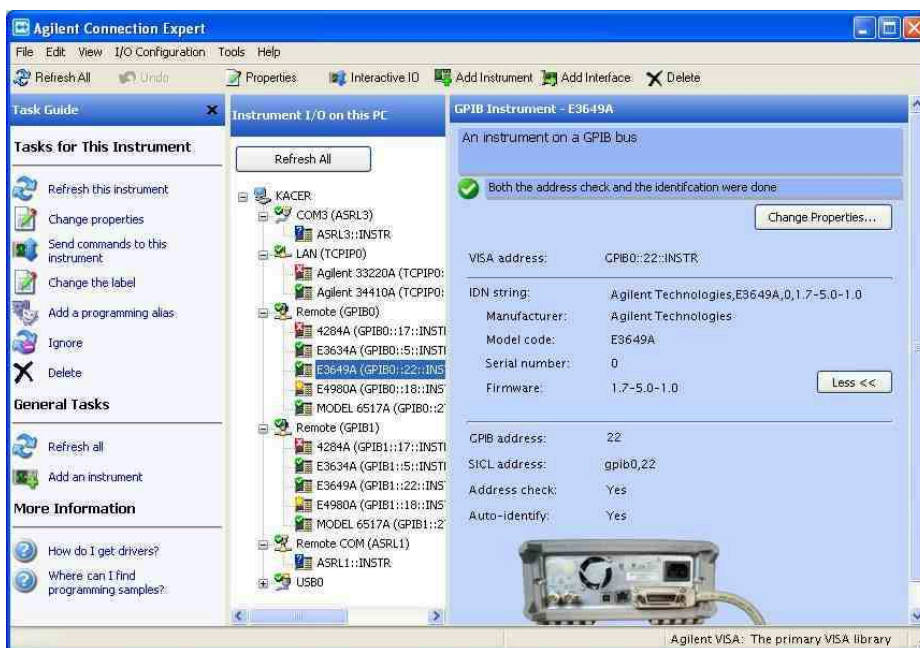 Agilent Connection Expert
File Edit View I/O Configuration Tools Help
Refresh All Undo Properties Interactive IO Add Instrument Add Interface Delete
Task Guide
Tasks for This Instrument
Refresh this instrument
Change properties
Send commands to this
instrument
Change the label
Add a programming alias
Ignore
Delete
General Tasks
Refresh all
Add an instrument
More Information
How do I get drivers?
Where can I find
programming samples?
Instrument I/O on this PC
Refresh All
KACER
COM3 (ASRL3)
ASRL3::INSTR
LAN (TCPIP0)
Agilent 33220A (TCPIP0:
Agilent 34410A (TCPIP0:
Remote (GPIB0)
4284A (GPIB0::17::INSTI
E3634A (GPIB0::5::INSTI
E3649A (GPIB0::22::INS
E4980A (GPIB0::18::INS
MODEL 6517A (GPIB0::2
Remote (GPIB1)
4284A (GPIB1::17::INSTI
E3634A (GPIB1::5::INSTI
E3649A (GPIB1::22::INS
E4980A (GPIB1::18::INS
MODEL 6517A (GPIB1::2
Remote COM (ASRL1)
ASRL1::INSTR
USB0
GPIB Instrument - E3649A
An instrument on a GPIB bus
Both the address check and the identifcation were done
Change Properties...
VISA address: GPIB0::22::INSTR
IDN string: Agilent Technologies,E3649A,0,1.7-5.0-1.0
Manufacturer: Agilent Technologies
Model code: E3649A
Serial number: 0
Firmware: 1.7-5.0-1.0
Less <<
GPIB address: 22
SICL address: gpib0,22
Address check: Yes
Auto-identify: Yes
Agilent VISA: The primary VISA library